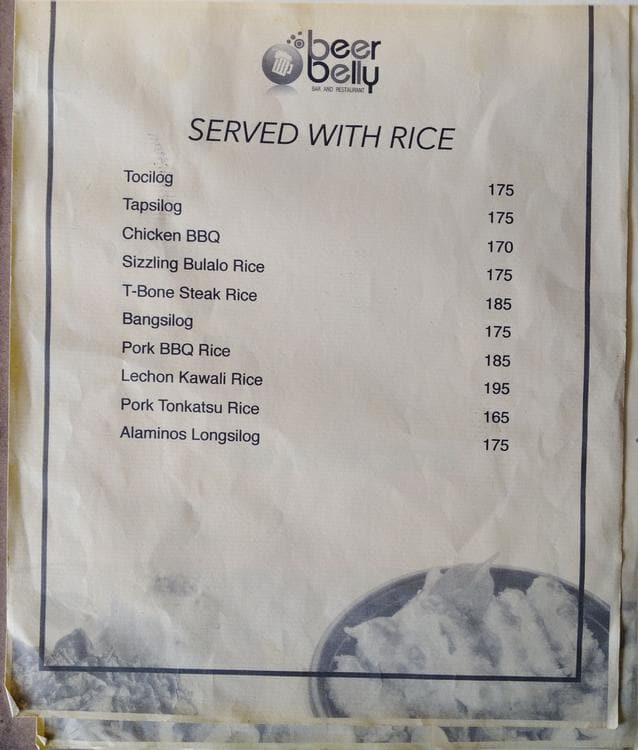 beer
belly
BAR AND RESTAURANT
SERVED WITH RICE
Tocilog 175
Tapsilog 175
Chicken BBQ 170
Sizzling Bulalo Rice 175
T-Bone Steak Rice 185
Bangsilog 175
Pork BBQ Rice 185
Lechon Kawali Rice 195
Pork Tonkatsu Rice 165
Alaminos Longsilog 175